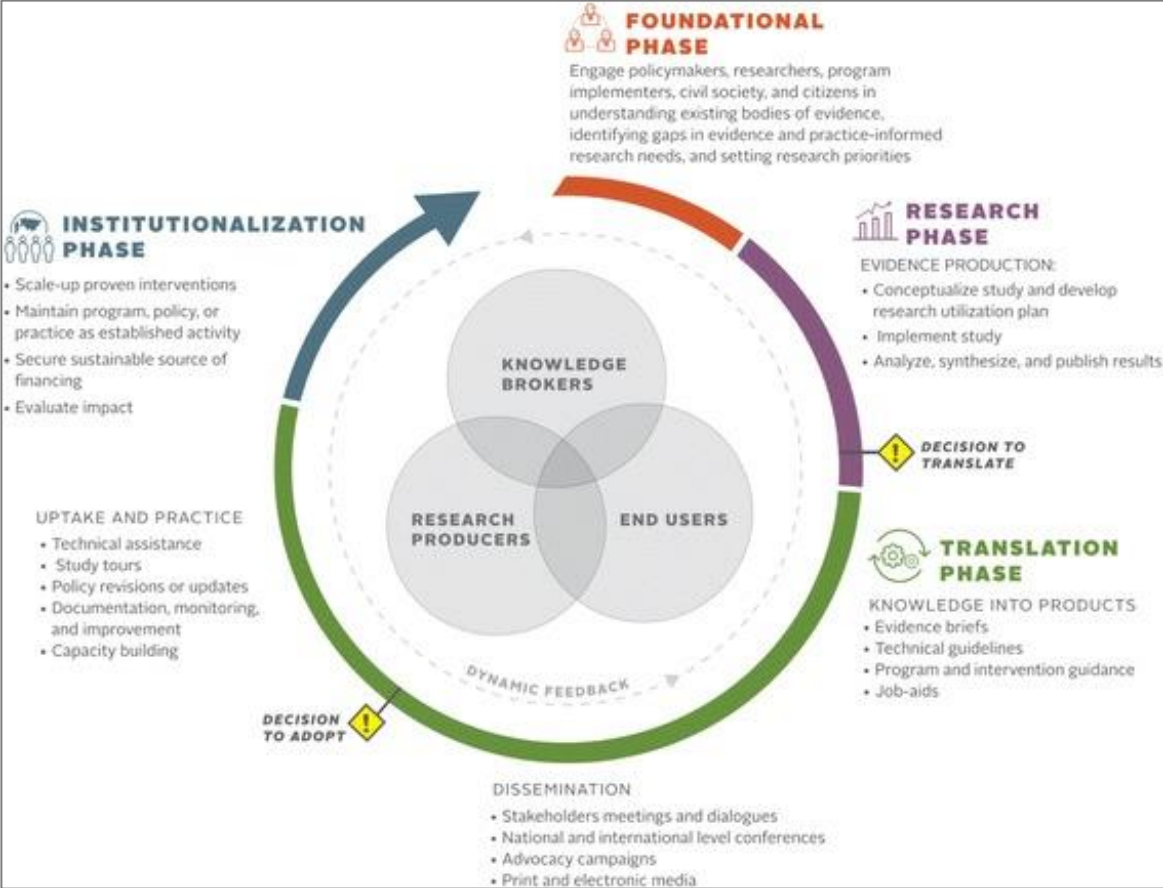 FOUNDATIONAL
PHASE
Engage policymakers, researchers, program
implementers, civil society, and citizens in
understanding existing bodies of evidence,
identifying gaps in evidence and practice-informed
research needs, and setting research priorities
RESEARCH
PHASE
EVIDENCE PRODUCTION:
• Conceptualize study and develop
research utilization plan
• Implement study
• Analyze, synthesize, and publish results
DECISION TO
TRANSLATE
TRANSLATION
PHASE
KNOWLEDGE INTO PRODUCTS
• Evidence briefs
• Technical guidelines
• Program and intervention guidance
• Job-aids
DISSEMINATION
• Stakeholders meetings and dialogues
• National and international level conferences
• Advocacy campaigns
• Print and electronic media
DECISION
TO ADOPT
UPTAKE AND PRACTICE
• Technical assistance
• Study tours
• Policy revisions or updates
• Documentation, monitoring,
and improvement
• Capacity building
INSTITUTIONALIZATION
PHASE
• Scale-up proven interventions
• Maintain program, policy, or
practice as established activity
• Secure sustainable source of
financing
• Evaluate impact
KNOWLEDGE
BROKERS
RESEARCH
PRODUCERS
END USERS
DYNAMIC FEEDBACK